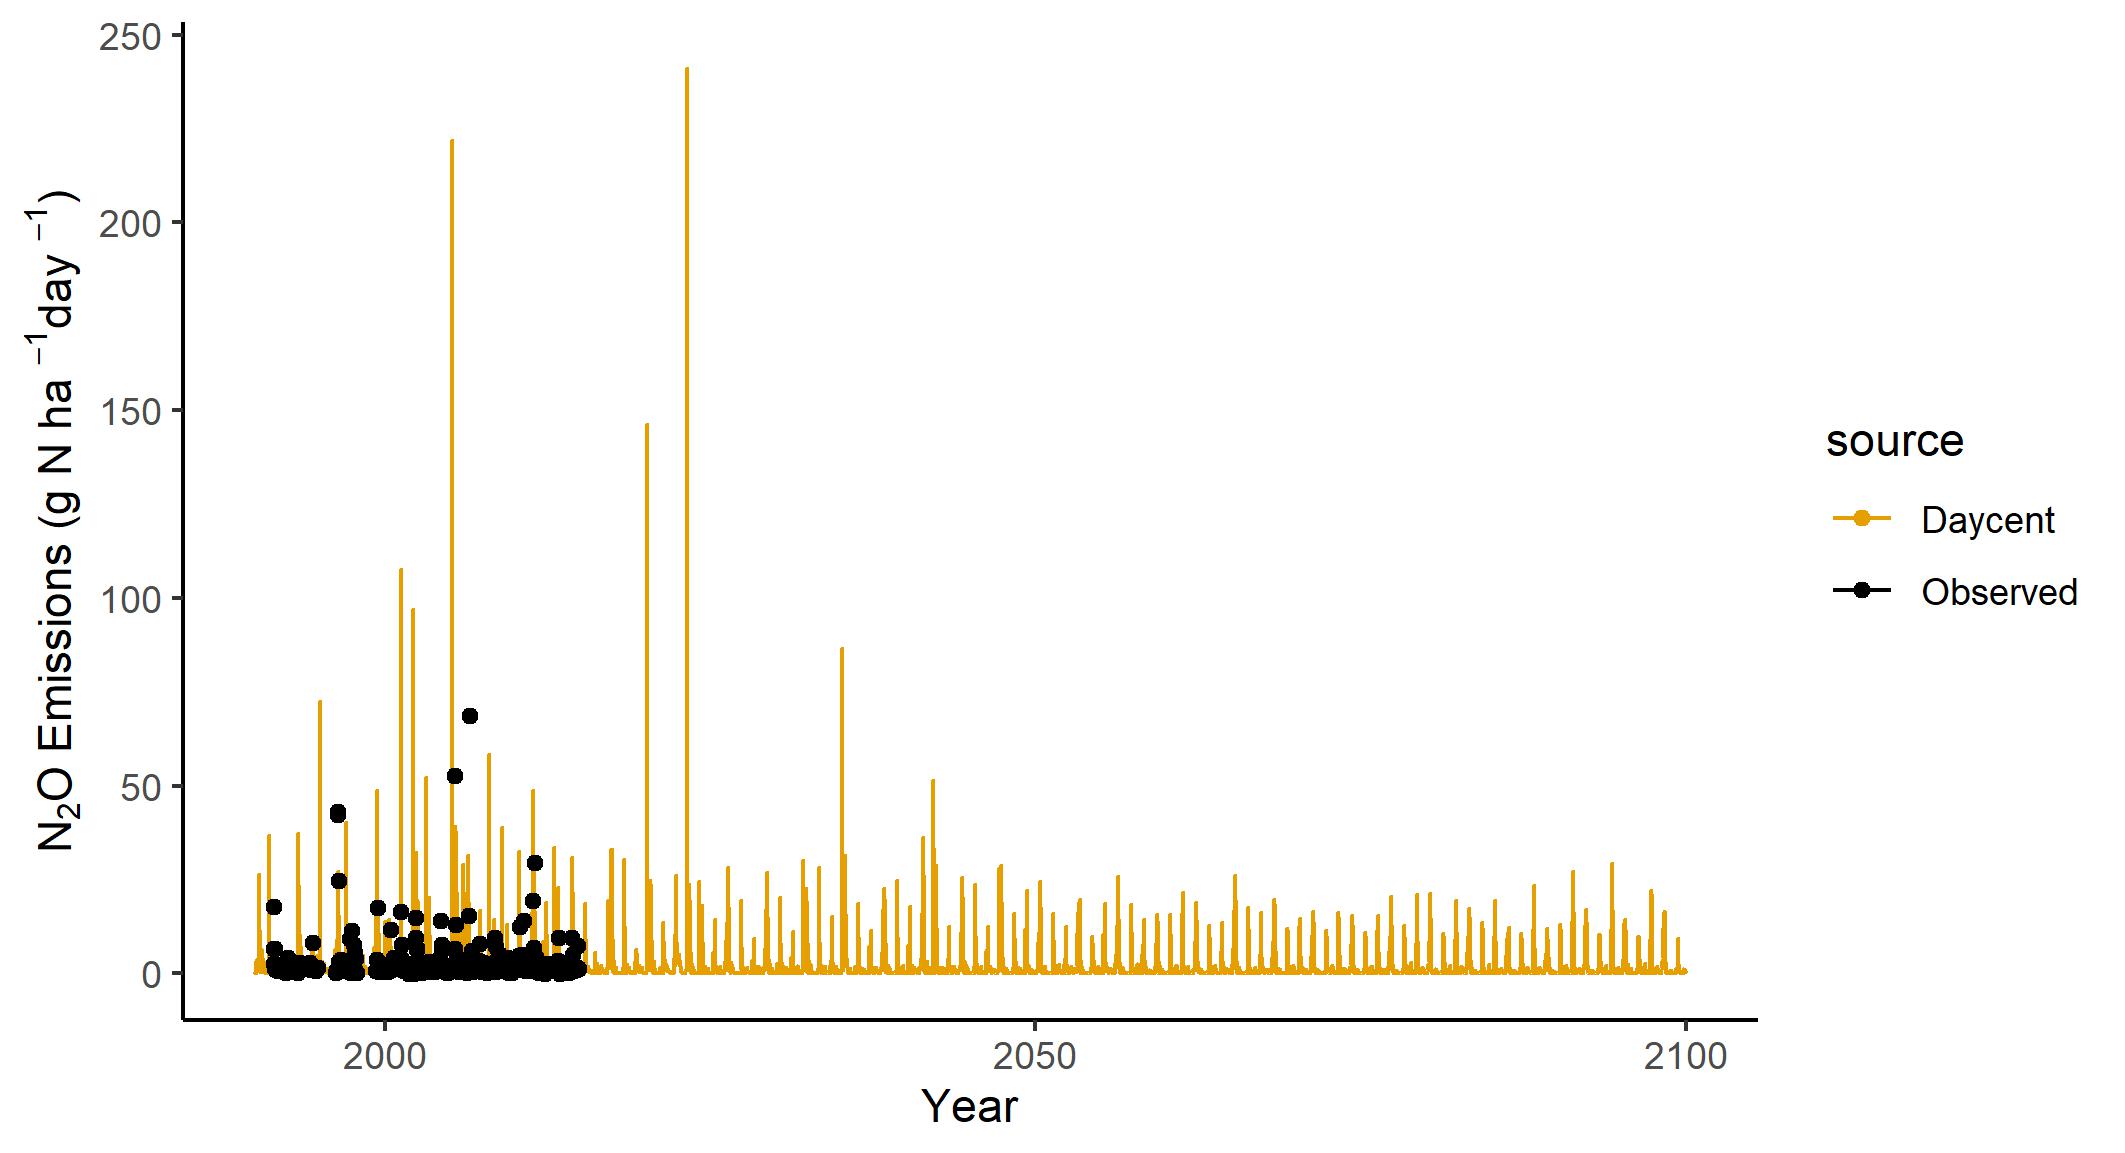 250
200
150
100
50
0
N₂O Emissions (g N ha ⁻¹day ⁻¹)
2000
2050
2100
Year
source
Daycent
Observed